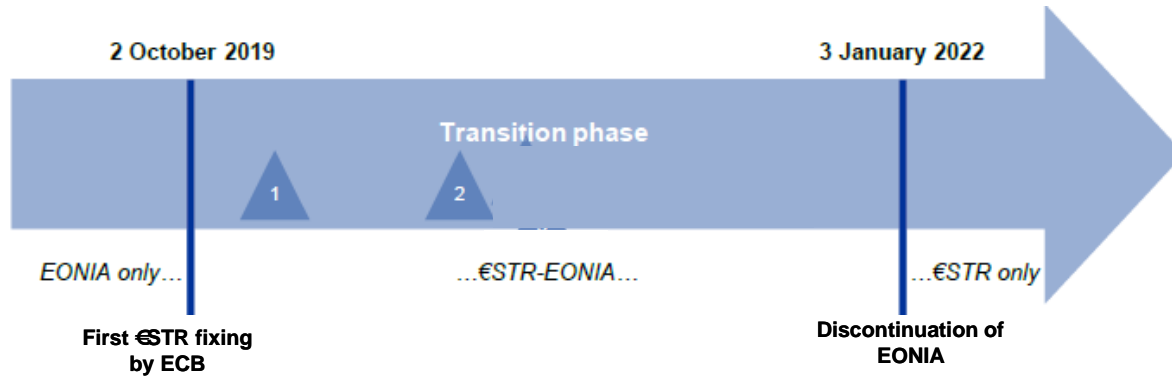 2 October 2019
3 January 2022
Transition phase
1
2
EONIA only…
…€STR-EONIA…
…€STR only
First €STR fixing
by ECB
Discontinuation of
EONIA